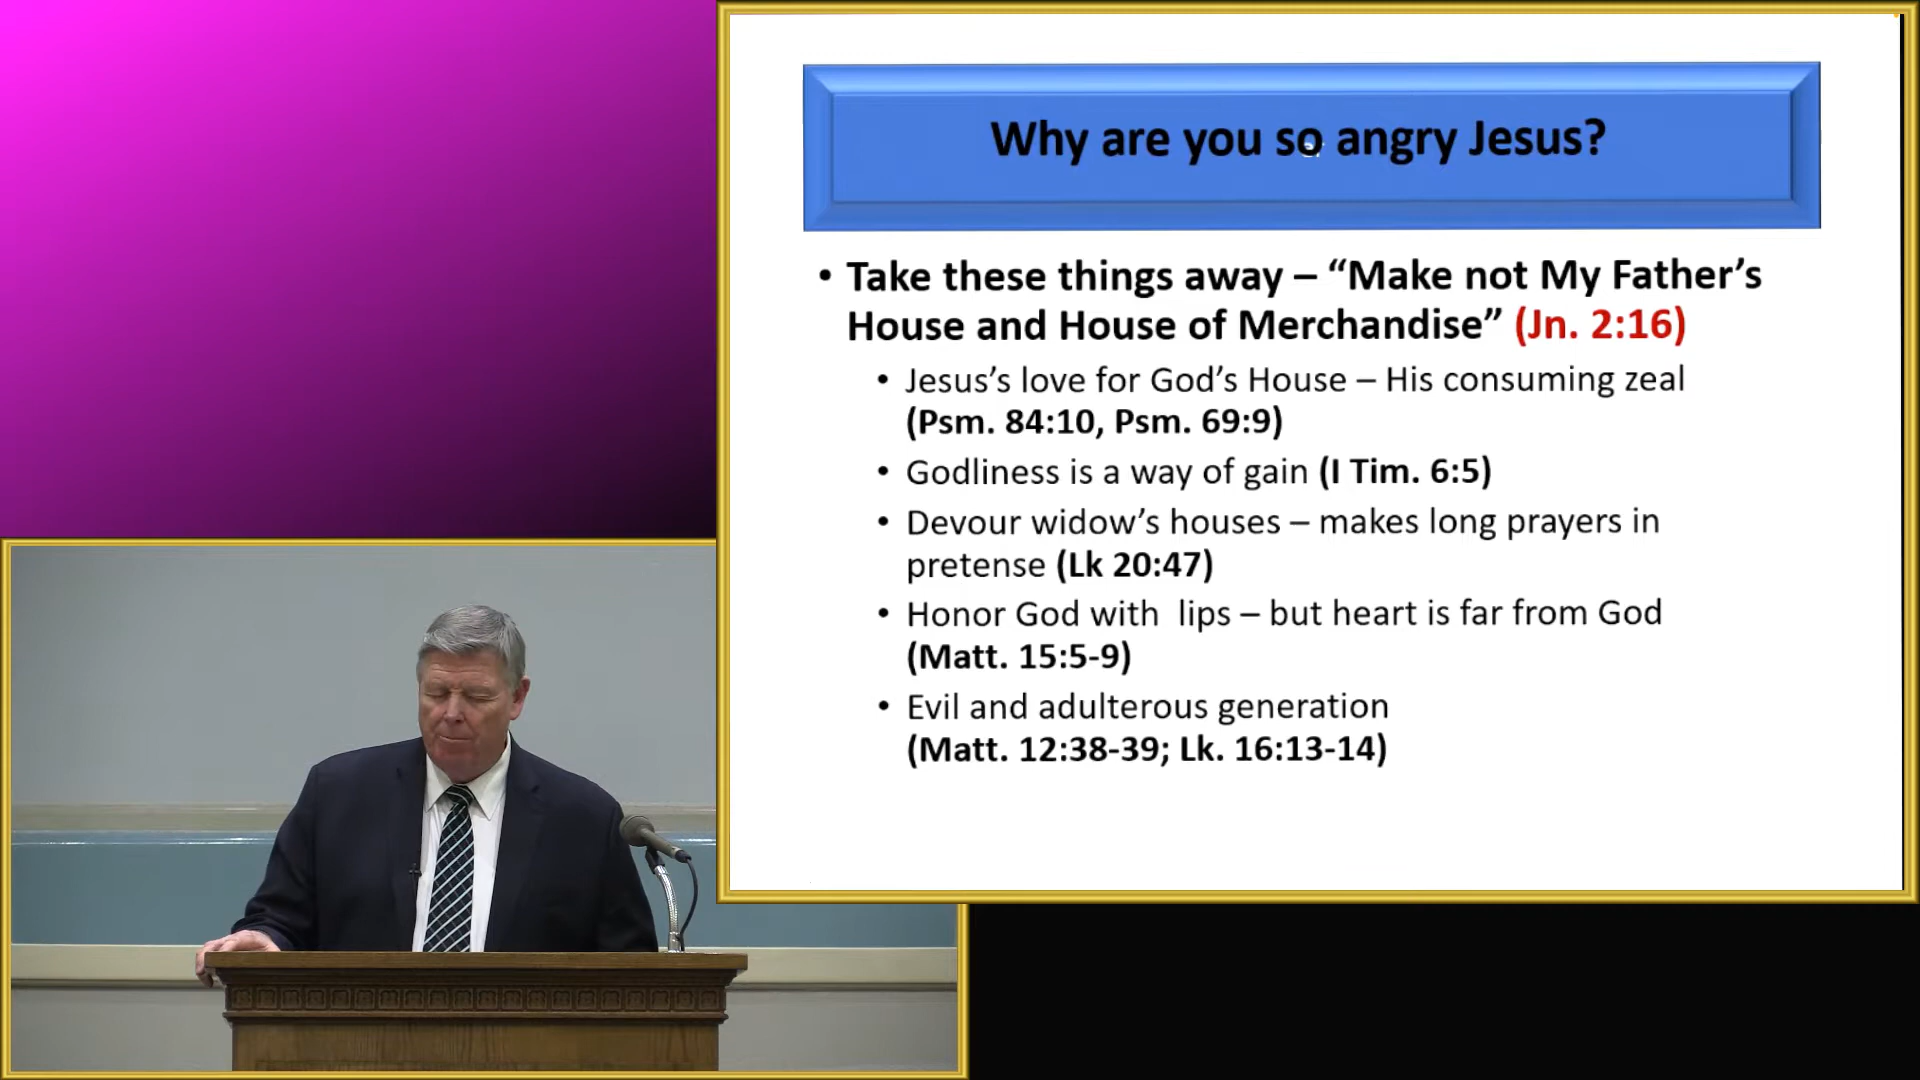 Why are you so angry Jesus?
• Take these things away – “Make not My Father’s
House and House of Merchandise” (Jn. 2:16)
• Jesus’s love for God’s House – His consuming zeal
(Psm. 84:10, Psm. 69:9)
• Godliness is a way of gain (I Tim. 6:5)
• Devour widow’s houses – makes long prayers in
pretense (Lk 20:47)
• Honor God with lips – but heart is far from God
(Matt. 15:5-9)
• Evil and adulterous generation
(Matt. 12:38-39; Lk. 16:13-14)